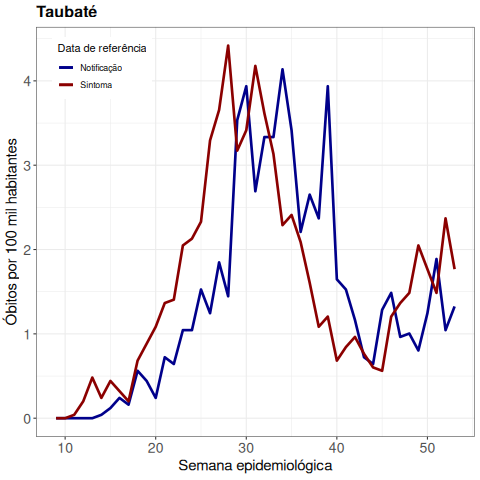 Taubaté
Data de referência
Notificação
Sintoma
Óbitos por 100 mil habitantes
4
3
2
1
0
10
20
30
40
50
Semana epidemiológica